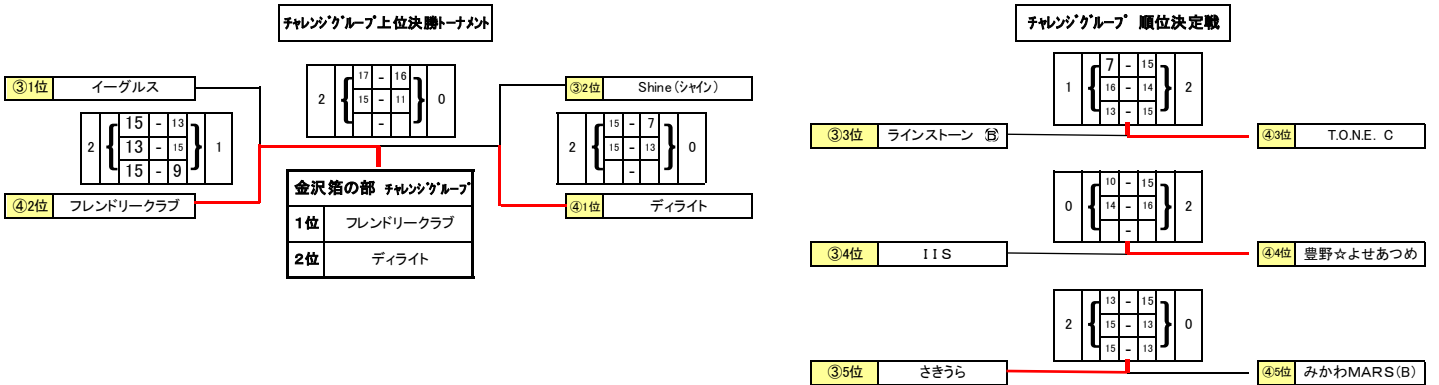 チャレンジグループ上位決勝トーナメント
2 { 17 - 16 } 0
15 - 11
-
③1位 イーグルス
③2位 Shine(シャイン)
2 { 15 - 13 } 1
13 - 15
15 - 9
2 { 15 - 7 } 0
15 - 13
-
④2位 フレンドリークラブ
④1位 ディライト
金沢箔の部 チャレンジグループ
1位 フレンドリークラブ
2位 ディライト
チャレンジグループ 順位決定戦
1 { 7 - 15 } 2
16 - 14
13 - 15
③3位 ラインストーン
④3位 T.O.N.E. C
0 { 10 - 15 } 2
14 - 16
-
③4位 IIS
④4位 豊野☆よせあつめ
2 { 13 - 15 } 0
15 - 13
15 - 13
③5位 さきうら
④5位 みかわMARS(B)